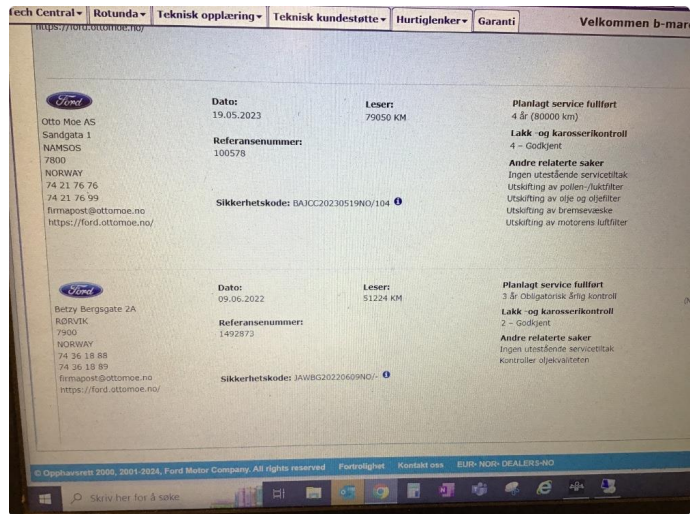 Tech Central
Rotunda
Teknisk opplæring
Teknisk kundestøtte
Hurtiglenker
Garanti
Velkommen b-mar
https://ford.ottomoe.no/
Ford
Otto Moe AS
Sandgata 1
NAMSOS
7800
NORWAY
74 21 76 76
74 21 76 99
firmapost@ottomoe.no
https://ford.ottomoe.no/
Dato:
19.05.2023
Referansenummer:
100578
Leser:
79050 KM
Sikkerhetskode: BAJCC20230519NO/104
Planlagt service fullført
4 år (80000 km)
Lakk -og karosserikontroll
4 – Godkjent
Andre relaterte saker
Ingen utestående servicetiltak
Utskifting av pollen-/luktfilter
Utskifting av olje og oljefilter
Utskifting av bremsevæske
Utskifting av motorens luftfilter
Ford
Betzy Bergsgate 2A
RØRVIK
7900
NORWAY
74 36 18 88
74 36 18 89
firmapost@ottomoe.no
https://ford.ottomoe.no/
Dato:
09.06.2022
Referansenummer:
1492873
Leser:
51224 KM
Sikkerhetskode: JAWBG20220609NO/-
Planlagt service fullført
3 år Obligatorisk årlig kontroll
Lakk -og karosserikontroll
2 – Godkjent
Andre relaterte saker
Ingen utestående servicetiltak
Kontroller oljekvaliteten
© Opphavsrett 2000, 2001-2024, Ford Motor Company. All rights reserved
Fortrolighet
Kontakt oss
EUR- NOR- DEALERS-NO
Skriv her for å søke